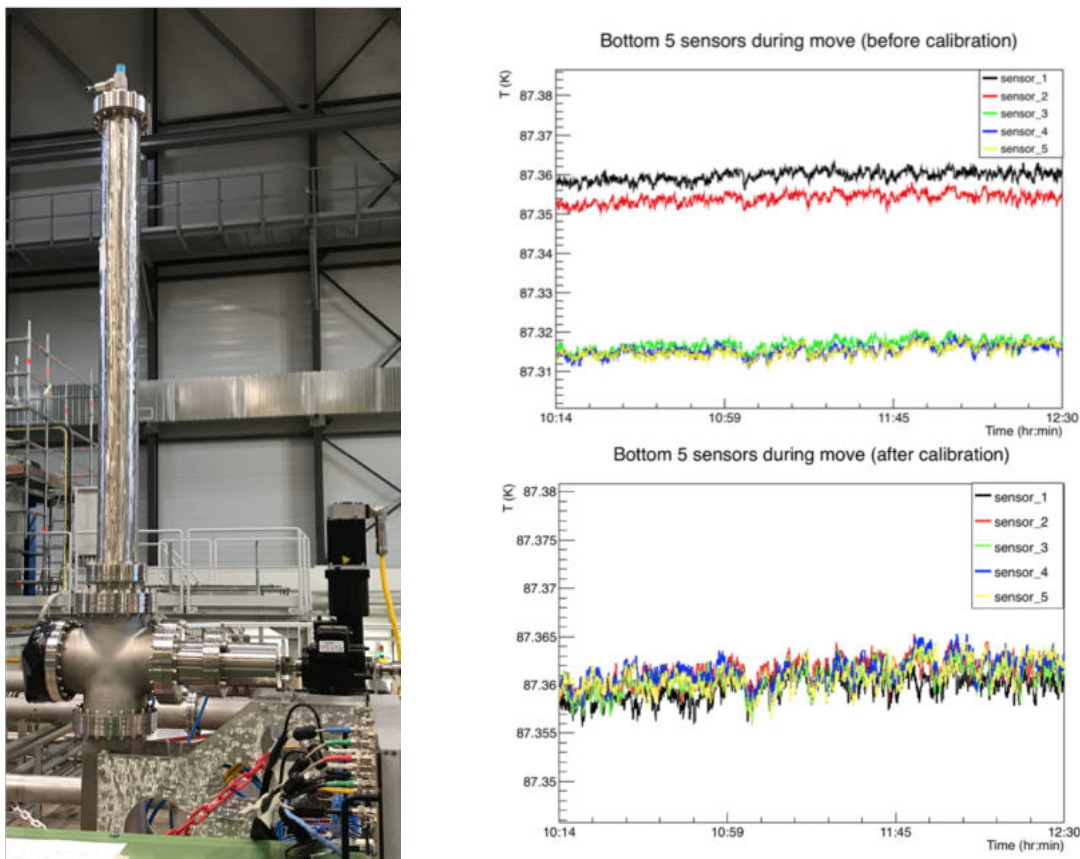 Bottom 5 sensors during move (before calibration)
T (K)
87.38
87.37
87.36
87.35
87.34
87.33
87.32
87.31
sensor_1
sensor_2
sensor_3
sensor_4
sensor_5
10:14
10:59
11:45
12:30
Time (hr:min)
Bottom 5 sensors during move (after calibration)
T (K)
87.38
87.375
87.37
87.365
87.36
87.355
87.35
sensor_1
sensor_2
sensor_3
sensor_4
sensor_5
10:14
10:59
11:45
12:30
Time (hr:min)